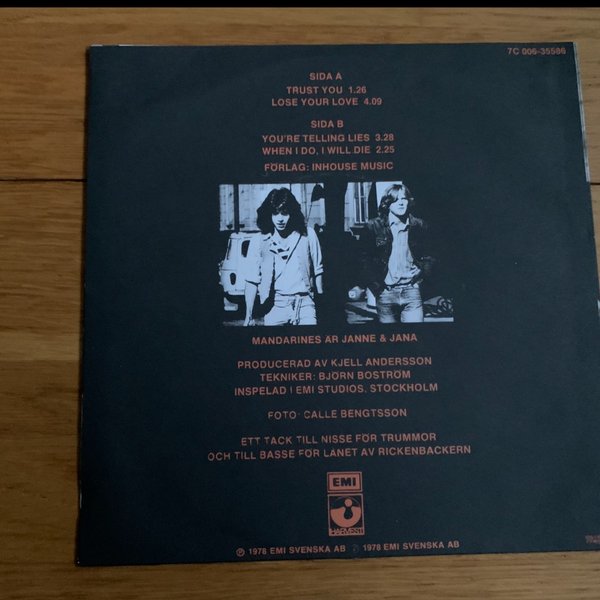 7C 006-35586
SIDA A
TRUST YOU 1.26
LOSE YOUR LOVE 4.09
SIDA B
YOU'RE TELLING LIES 3.28
WHEN I DO, I WILL DIE 2.25
FÖRLAG: INHOUSE MUSIC
MANDARINES ÄR JANNE & JANA
PRODUCERAD AV KJELL ANDERSSON
TEKNIKER: BJÖRN BOSTRÖM
INSPELAD I EMI STUDIOS, STOCKHOLM
FOTO: CALLE BENGTSSON
ETT TACK TILL NISSE FÖR TRUMMOR
OCH TILL BASSE FÖR LÅNET AV RICKENBACKERN
EMI
HARVEST
℗ 1978 EMI SVENSKA AB © 1978 EMI SVENSKA AB